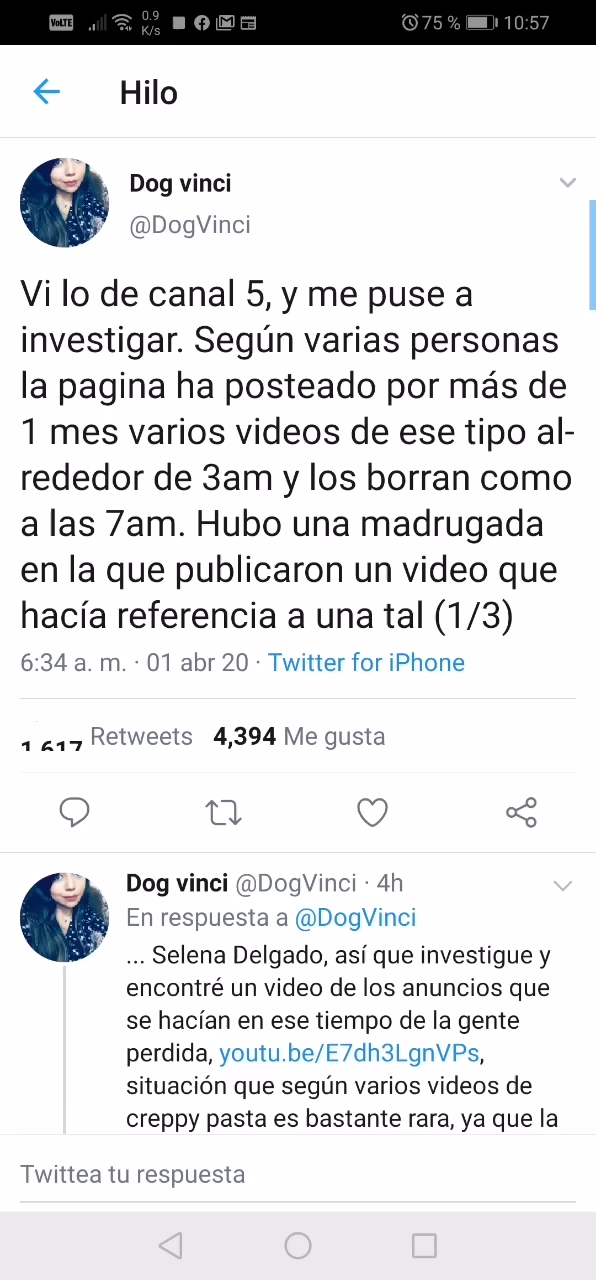 VoLTE 0.9 K/s 75 % 10:57
Hilo
Dog vinci
@DogVinci
Vi lo de canal 5, y me puse a
investigar. Según varias personas
la pagina ha posteado por más de
1 mes varios videos de ese tipo al-
rededor de 3am y los borran como
a las 7am. Hubo una madrugada
en la que publicaron un video que
hacía referencia a una tal (1/3)
6:34 a. m. · 01 abr 20 · Twitter for iPhone
1,617 Retweets 4,394 Me gusta
Dog vinci @DogVinci · 4h
En respuesta a @DogVinci
... Selena Delgado, así que investigue y
encontré un video de los anuncios que
se hacían en ese tiempo de la gente
perdida, youtu.be/E7dh3LgnVPs,
situación que según varios videos de
creppy pasta es bastante rara, ya que la
Twittea tu respuesta